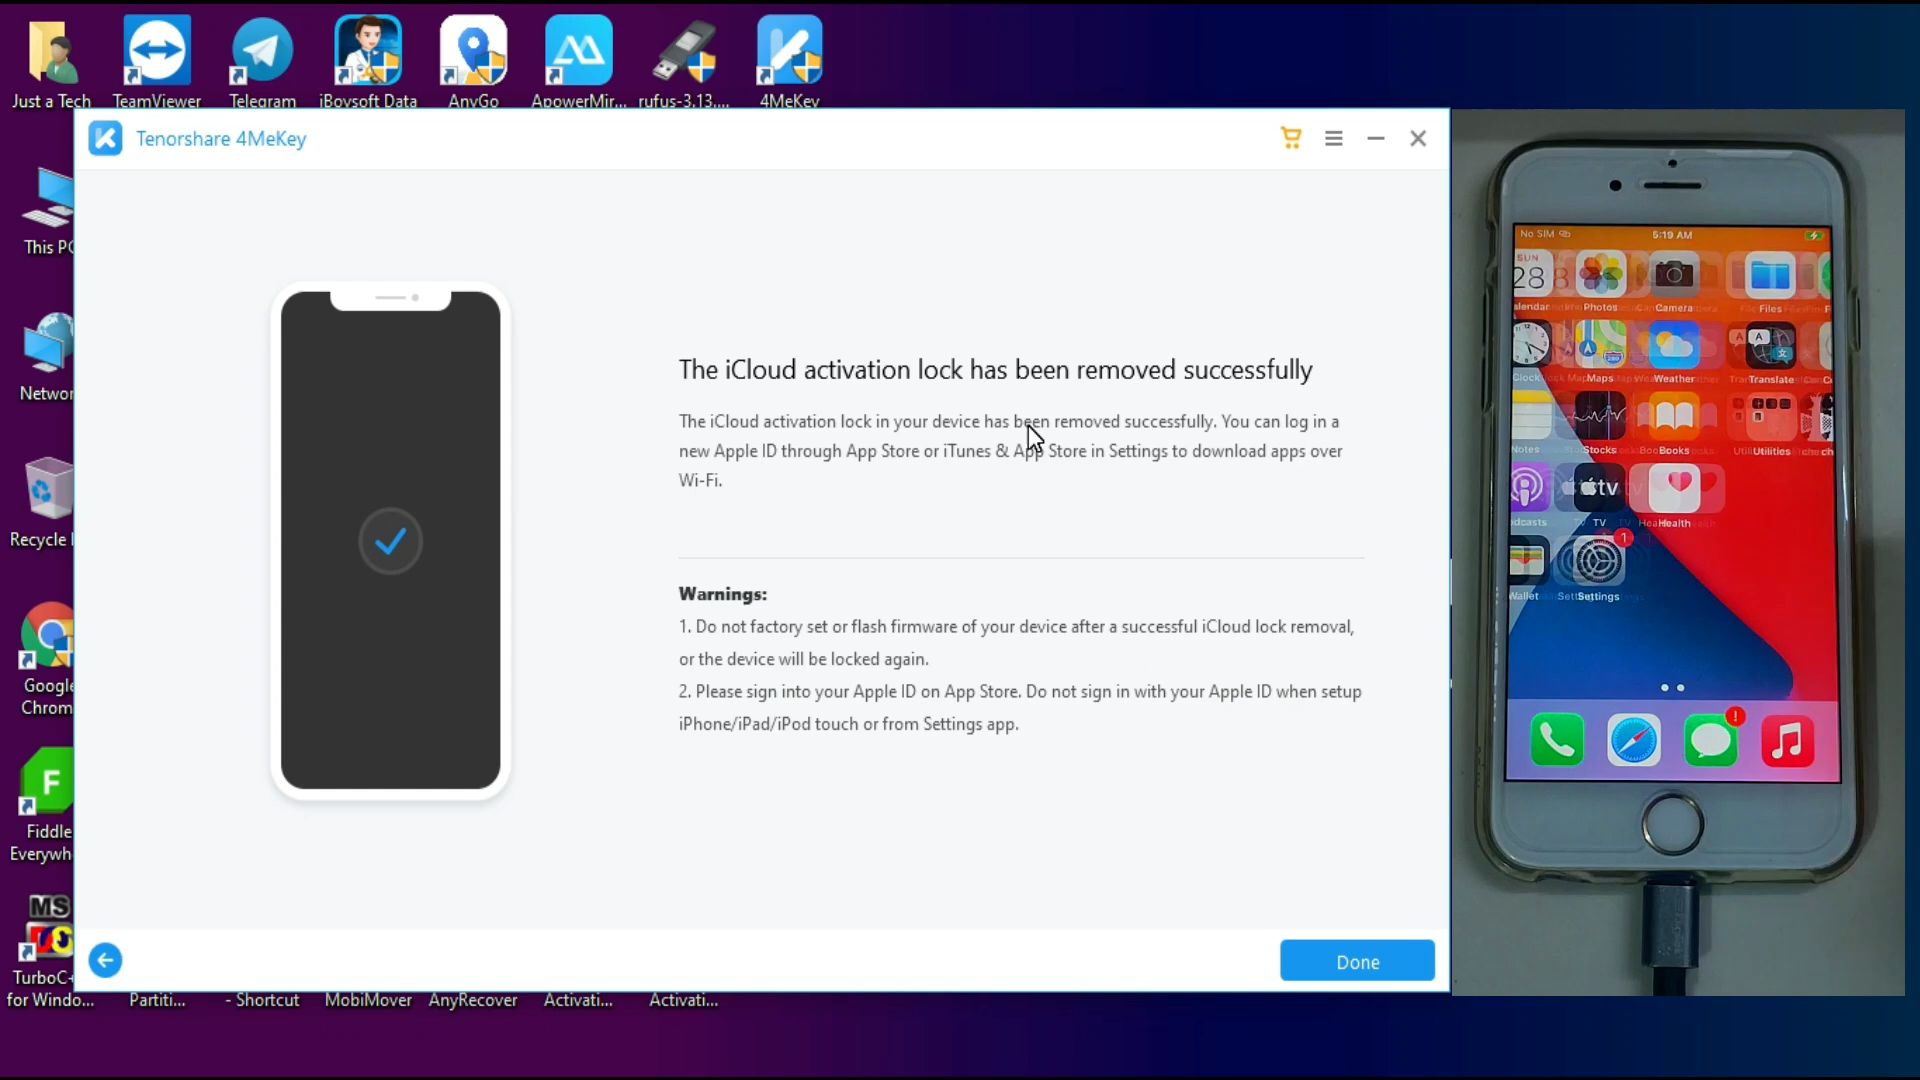 Just a Tech
TeamViewer
Telegram
iBoysoft Data
AnyGo
ApowerMir...
rufus-3.13....
4MeKey
Tenorshare 4MeKey
This PC
Networ
Recycle
Google
Chrom
F
Fiddle
Everywh
MS
TurboC+
for Windo...
Partiti...
- Shortcut
MobiMover
AnyRecover
Activati...
Activati...
The iCloud activation lock has been removed successfully
The iCloud activation lock in your device has been removed successfully. You can log in a
new Apple ID through App Store or iTunes & App Store in Settings to download apps over
Wi-Fi.
Warnings:
1. Do not factory set or flash firmware of your device after a successful iCloud lock removal,
or the device will be locked again.
2. Please sign into your Apple ID on App Store. Do not sign in with your Apple ID when setup
iPhone/iPad/iPod touch or from Settings app.
Done
No SIM
5:19 AM
SUN
28
alendar
Photos
Camera
Files
Clock
Maps
Weather
Translate
Notes
Stocks
Books
Utilities
dcasts
tv
TV
Health
1
Wallet
Settings
!